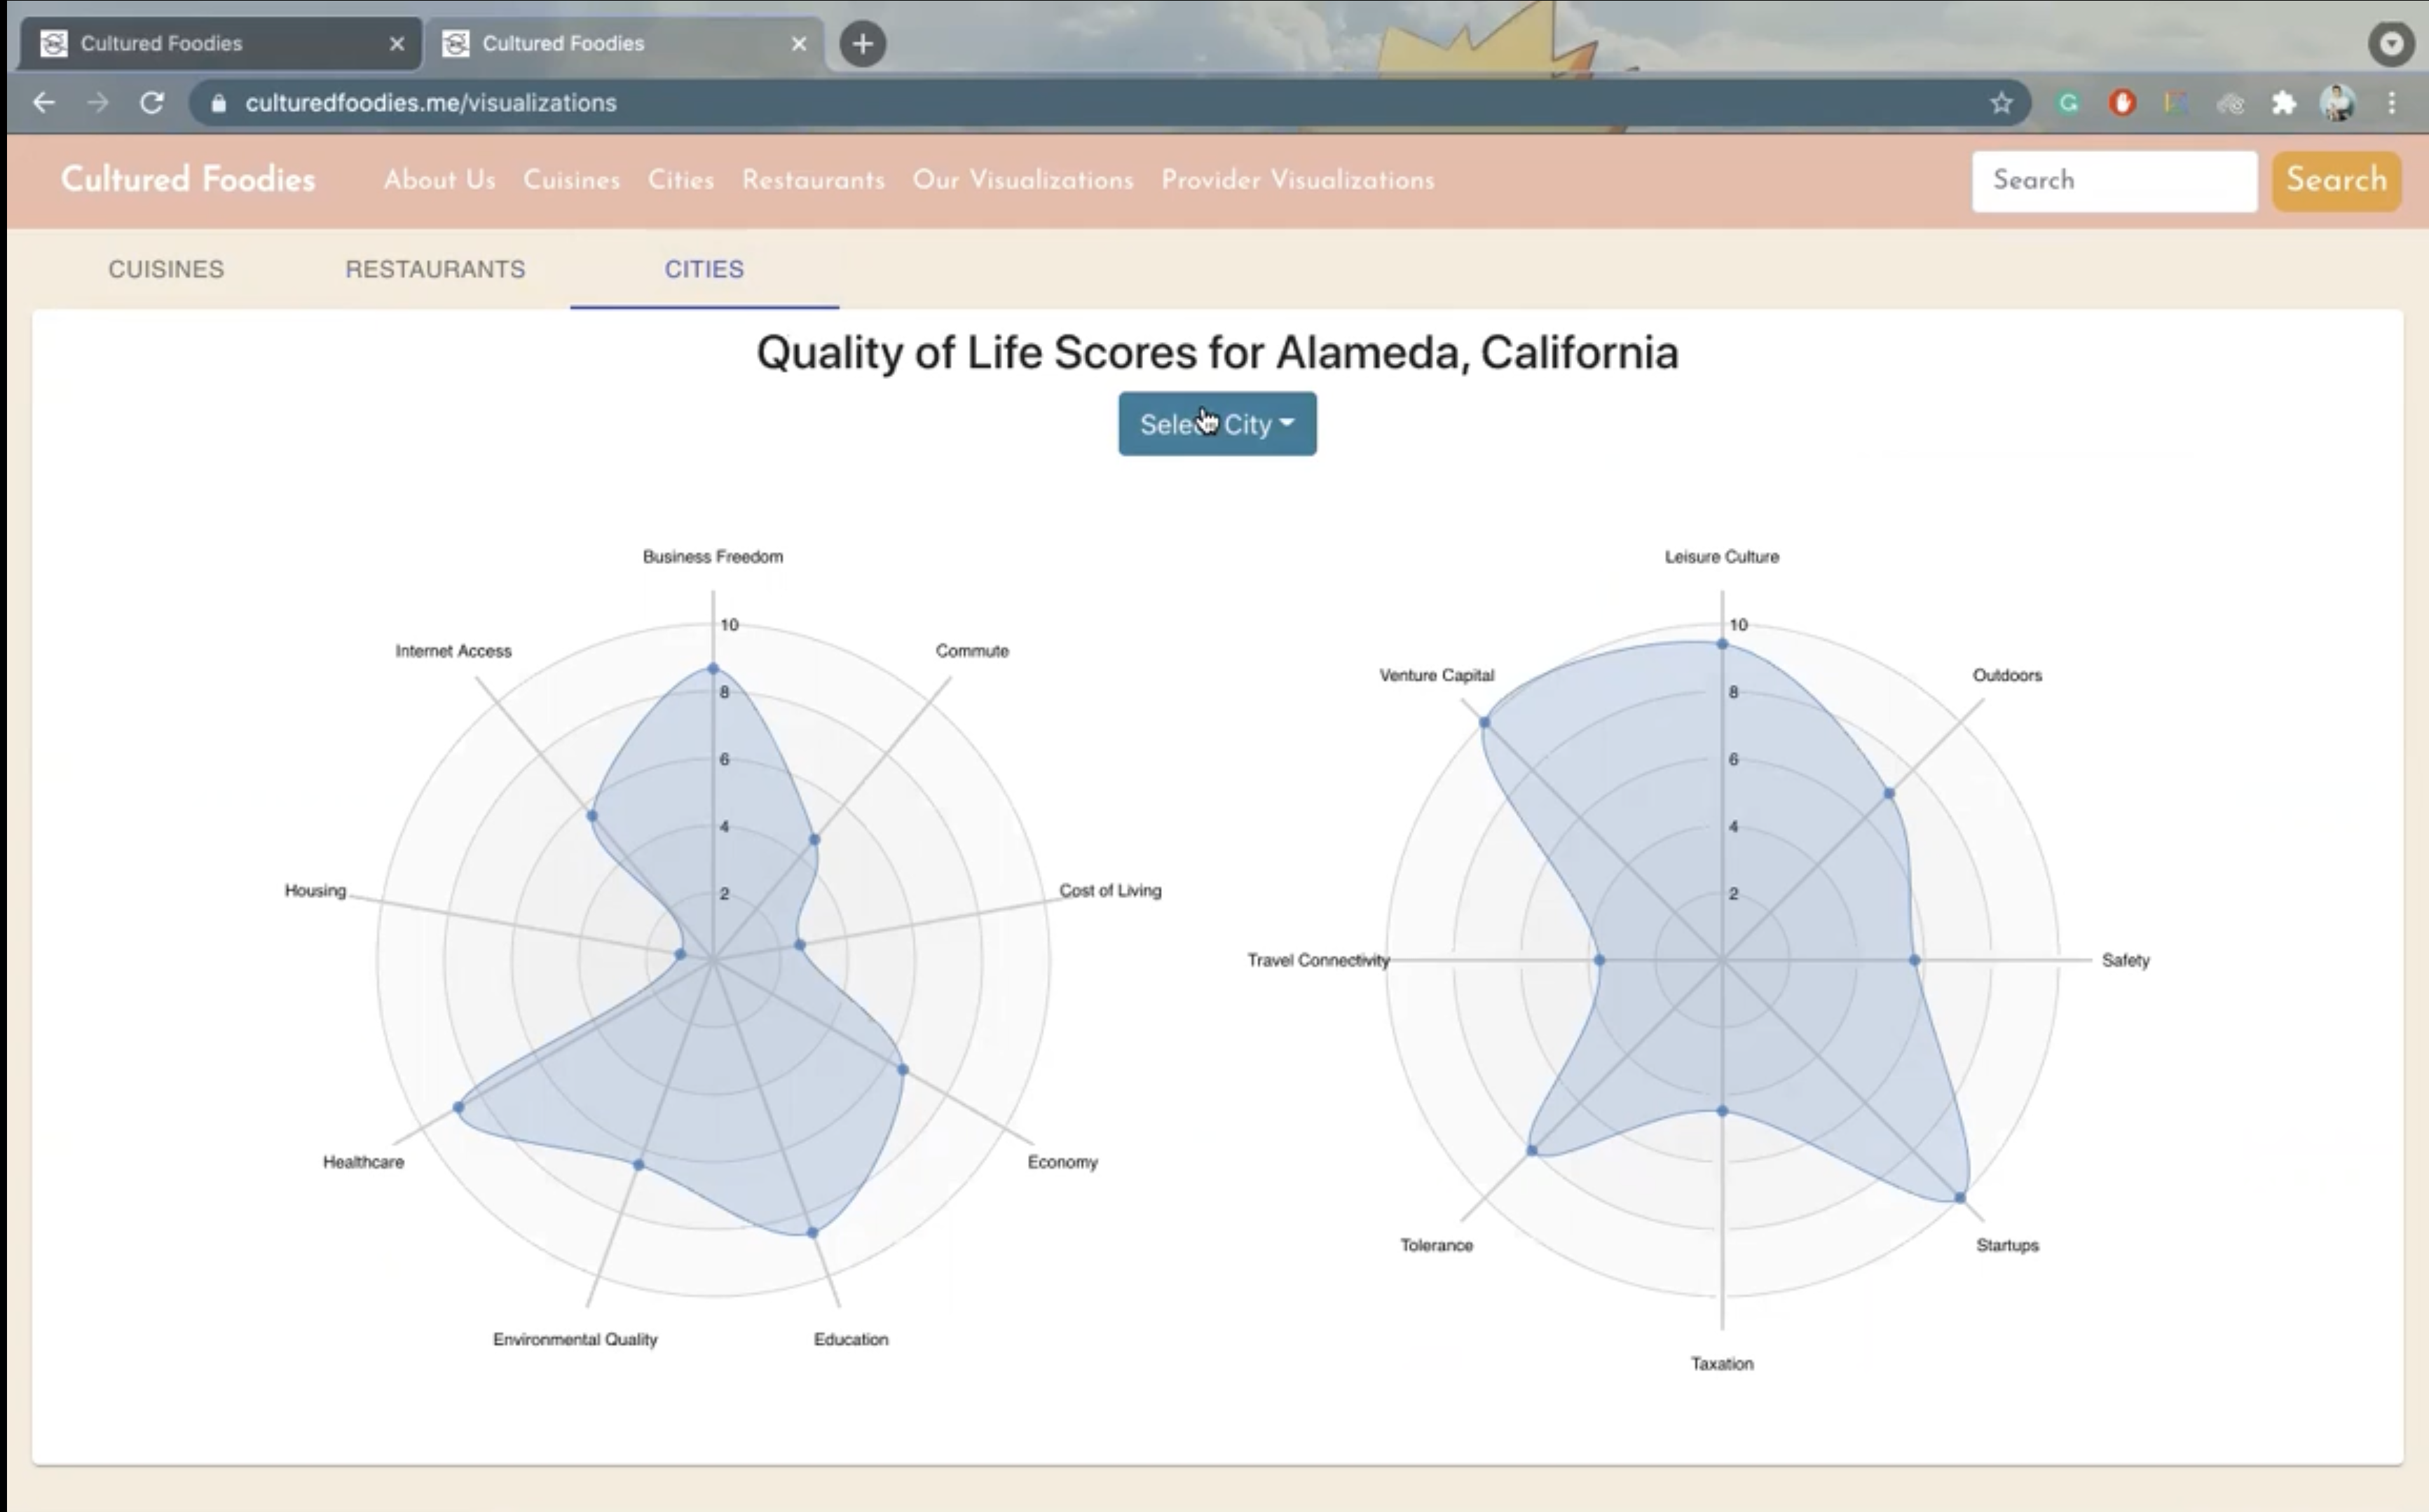 Cultured Foodies
Cultured Foodies
culturedfoodies.me/visualizations
Cultured Foodies About Us Cuisines Cities Restaurants Our Visualizations Provider Visualizations Search Search
CUISINES RESTAURANTS CITIES
Quality of Life Scores for Alameda, California
Select City
Business Freedom
10
Internet Access
Commute
8
6
4
Housing
2
Cost of Living
Healthcare
Economy
Environmental Quality
Education
Leisure Culture
10
Venture Capital
8
Outdoors
6
4
2
Travel Connectivity
Safety
Tolerance
Startups
Taxation